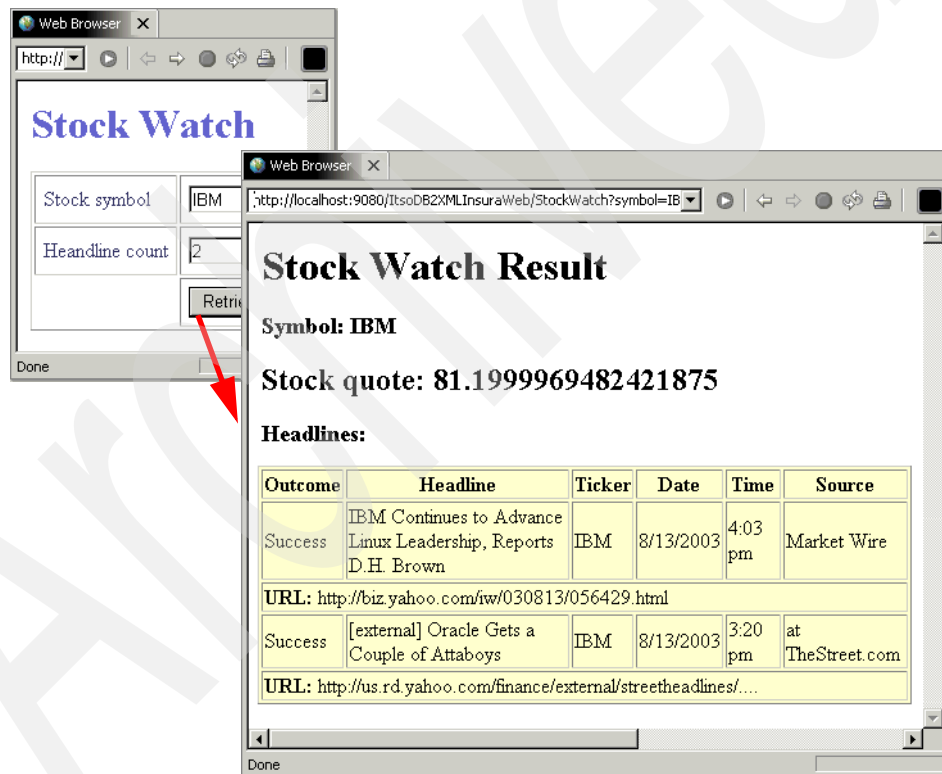 Web Browser
http://
Stock Watch
Stock symbol
IBM
Heandline count
2
Retrie
Done
Web Browser
http://localhost:9080/ItsoDB2XMLInsuraWeb/StockWatch?symbol=IB
Stock Watch Result
Symbol: IBM
Stock quote: 81.1999969482421875
Headlines:
Outcome Headline Ticker Date Time Source
Success IBM Continues to Advance Linux Leadership, Reports D.H. Brown IBM 8/13/2003 4:03 pm Market Wire
URL: http://biz.yahoo.com/iw/030813/056429.html
Success [external] Oracle Gets a Couple of Attaboys IBM 8/13/2003 3:20 pm at TheStreet.com
URL: http://us.rd.yahoo.com/finance/external/streetheadlines/....
Done